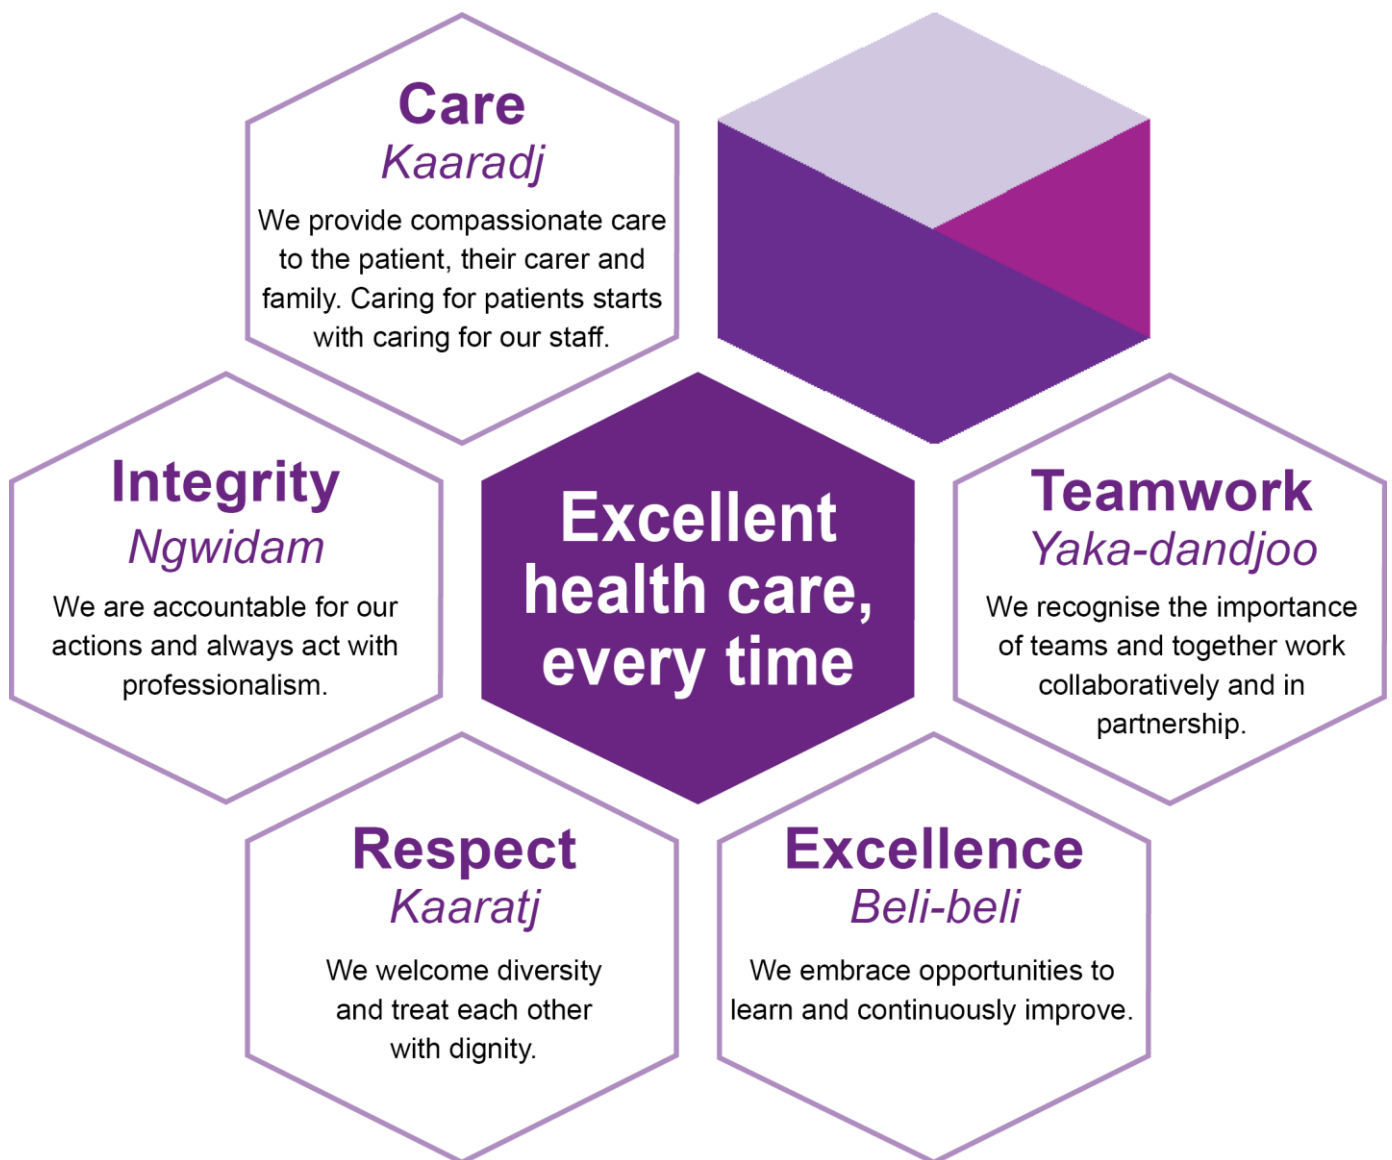 Care
Kaaradj
We provide compassionate care
to the patient, their carer and
family. Caring for patients starts
with caring for our staff.
Integrity
Ngwidam
We are accountable for our
actions and always act with
professionalism.
Excellent
health care,
every time
Teamwork
Yaka-dandjoo
We recognise the importance
of teams and together work
collaboratively and in
partnership.
Respect
Kaaratj
We welcome diversity
and treat each other
with dignity.
Excellence
Beli-beli
We embrace opportunities to
learn and continuously improve.